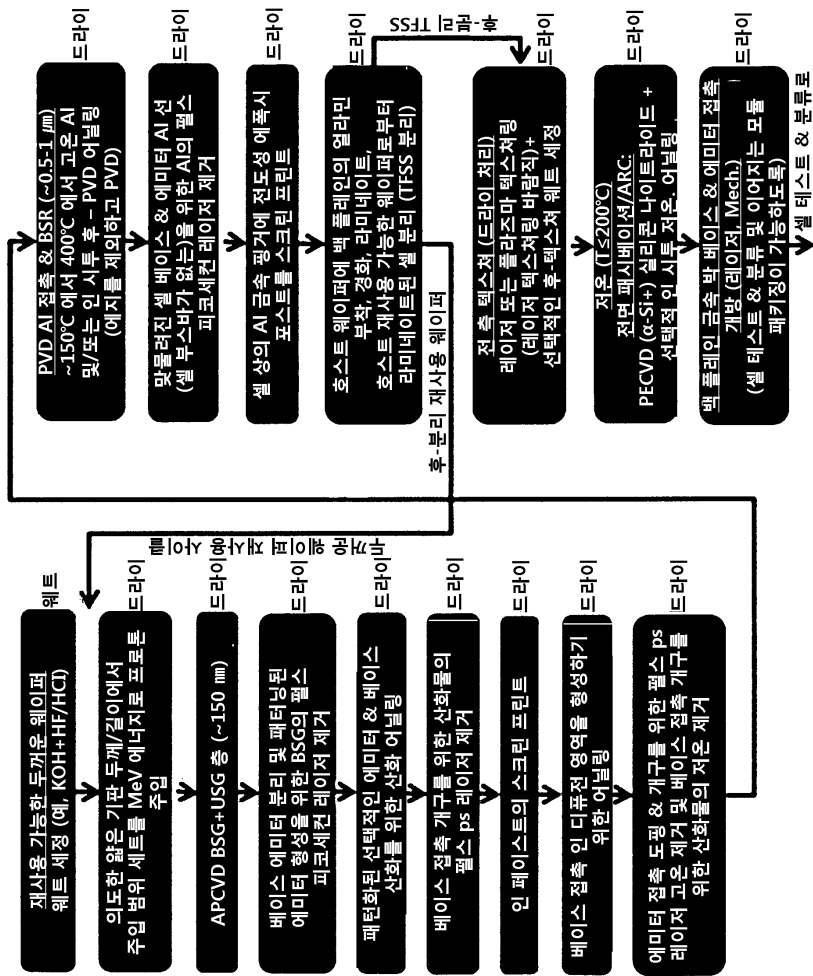 재사용 가능한 두꺼운 웨이퍼
웨트 세정 (예, KOH+HF/HCl)
웨트
의도한 얇은 기판 두께/길이에서
주입 범위 세트를 MeV 에너지로 프로톤
주입
드라이
APCVD BSG+USG 층 (~150 ㎚)
드라이
베이스 에미터 분리 및 패터닝된
에미터 형성을 위한 BSG의 펄스
피코세컨 레이저 제거
드라이
패턴화된 선택적인 에미터 & 베이스
산화를 위한 산화 어닐링
드라이
베이스 접촉 개구를 위한 산화물의
펄스 ps 레이저 제거
드라이
인 페이스트의 스크린 프린트
드라이
베이스 접촉 인 디퓨전 영역을 형성하기
위한 어닐링
드라이
에미터 접촉 도핑 & 개구를 위한 펄스 ps
레이저 고온 제거 및 베이스 접촉 개구를
위한 산화물의 저온 제거
드라이
두꺼운 웨이퍼 재사용 사이클
후-분리 재사용 웨이퍼
PVD Al 접촉 & BSR (~0.5-1 ㎛)
~150℃ 에서 400℃ 에서 고온 Al
및/또는 인 시투 후 – PVD 어닐링
(에지를 제외하고 PVD)
드라이
맞물려진 셀 베이스 & 에미터 Al 선
(셀 부스바가 없는)을 위한 Al의 펄스
피코세컨 레이저 제거
드라이
셀 상의 Al 금속 핑거에 전도성 에폭시
포스트를 스크린 프린트
드라이
호스트 웨이퍼에 백 플레인의 얼라민
부착, 경화, 라미네이트,
호스트 재사용 가능한 웨이퍼로부터
라미네이트된 셀 분리 (TFSS 분리)
드라이
후-분리 TFSS
전 측 텍스쳐 (드라이 처리)
레이저 또는 플라즈마 텍스쳐링
(레이저 텍스쳐링 바람직)+
선택적인 후-텍스쳐 웨트 세정
드라이
저온 (T≤200℃)
전면 패시베이션/ARC:
PECVD (α-Si+) 실리콘 나이트라이드 +
선택적 인 시투 저온. 어닐링 .
드라이
백 플레인 금속 박 베이스 & 에미터 접촉
개방 (레이저, Mech.)
(셀 테스트 & 분류 및 이어지는 모듈
패키징이 가능하도록)
드라이
셀 테스트 & 분류로